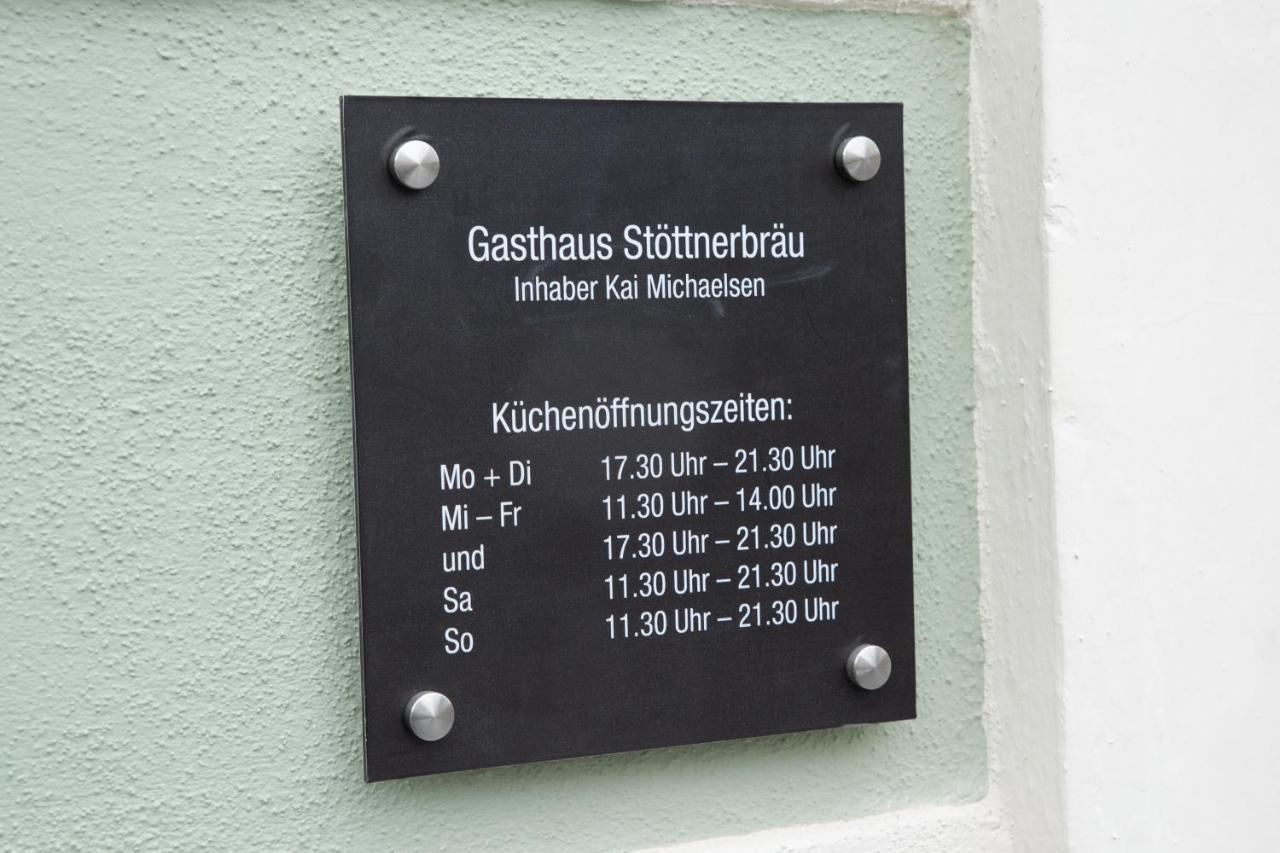 Gasthaus Stöttnerbräu
Inhaber Kai Michaelsen
Küchenöffnungszeiten:
Mo + Di 17.30 Uhr – 21.30 Uhr
Mi – Fr 11.30 Uhr – 14.00 Uhr
und 17.30 Uhr – 21.30 Uhr
Sa 11.30 Uhr – 21.30 Uhr
So 11.30 Uhr – 21.30 Uhr